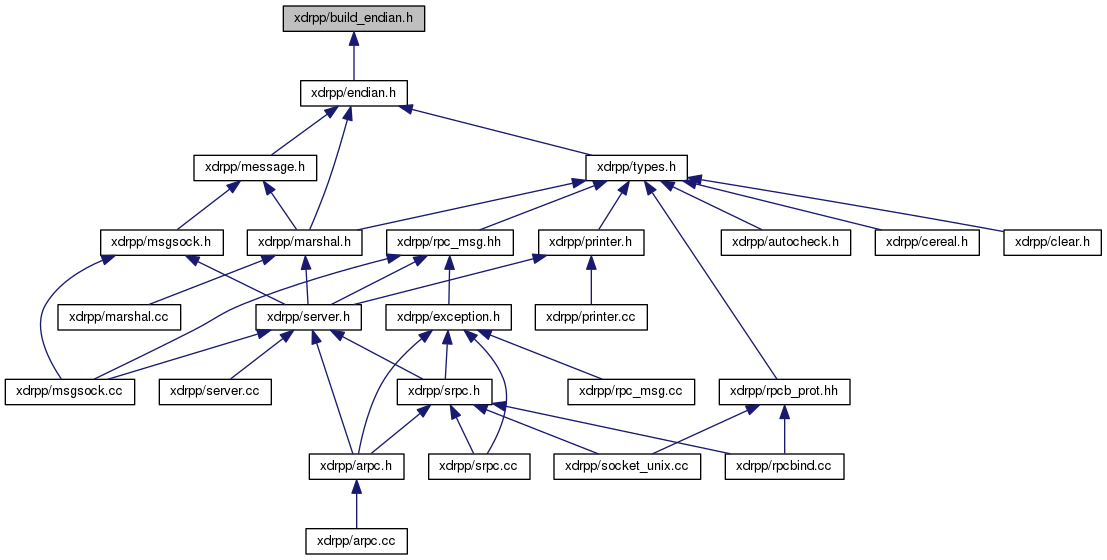 xdrpp/build_endian.h
xdrpp/endian.h
xdrpp/message.h
xdrpp/types.h
xdrpp/msgsock.h
xdrpp/marshal.h
xdrpp/rpc_msg.hh
xdrpp/printer.h
xdrpp/autocheck.h
xdrpp/cereal.h
xdrpp/clear.h
xdrpp/marshal.cc
xdrpp/server.h
xdrpp/exception.h
xdrpp/printer.cc
xdrpp/msgsock.cc
xdrpp/server.cc
xdrpp/srpc.h
xdrpp/rpc_msg.cc
xdrpp/rpcb_prot.hh
xdrpp/arpc.h
xdrpp/srpc.cc
xdrpp/socket_unix.cc
xdrpp/rpcbind.cc
xdrpp/arpc.cc